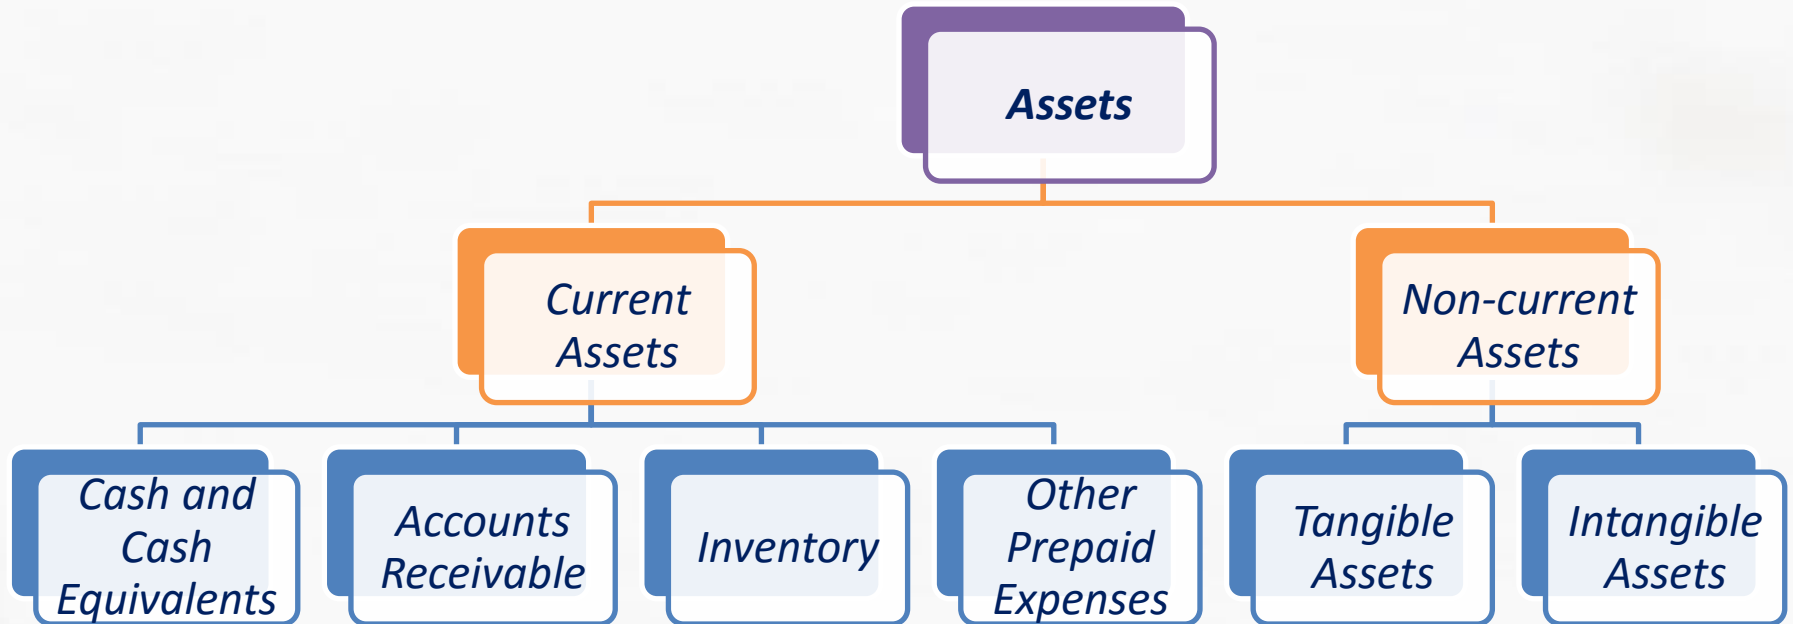 Assets
Current
Assets
Non-current
Assets
Cash and
Cash
Equivalents
Accounts
Receivable
Inventory
Other
Prepaid
Expenses
Tangible
Assets
Intangible
Assets